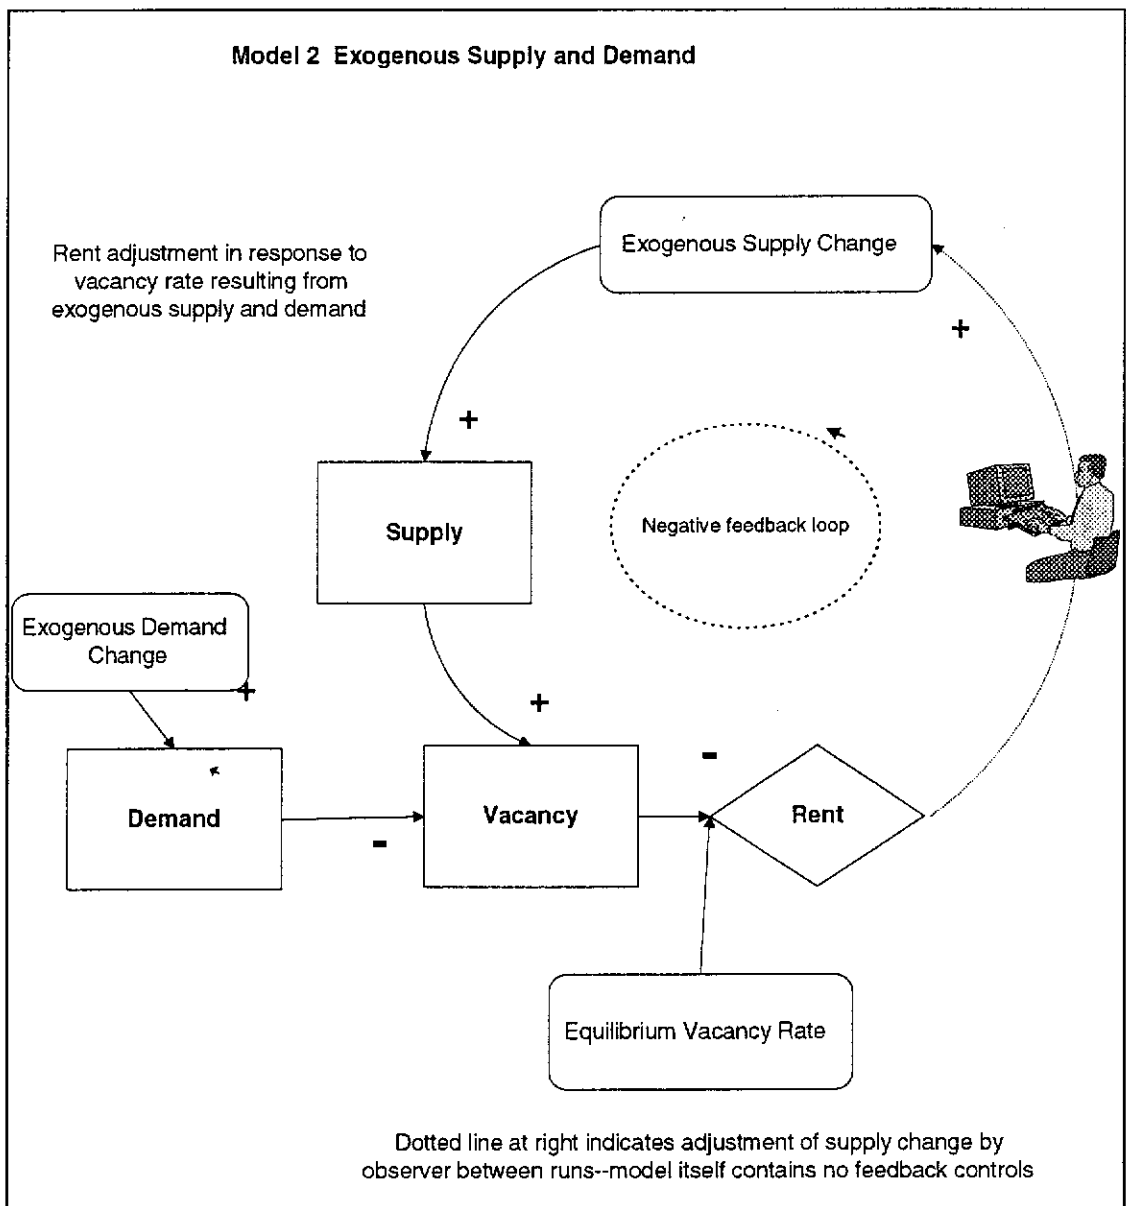 Model 2 Exogenous Supply and Demand
Exogenous Supply Change
Rent adjustment in response to
vacancy rate resulting from
exogenous supply and demand
+
+
Supply
Negative feedback loop
Exogenous Demand
Change
+
+
-
Demand
Vacancy
Rent
-
Equilibrium Vacancy Rate
Dotted line at right indicates adjustment of supply change by
observer between runs--model itself contains no feedback controls